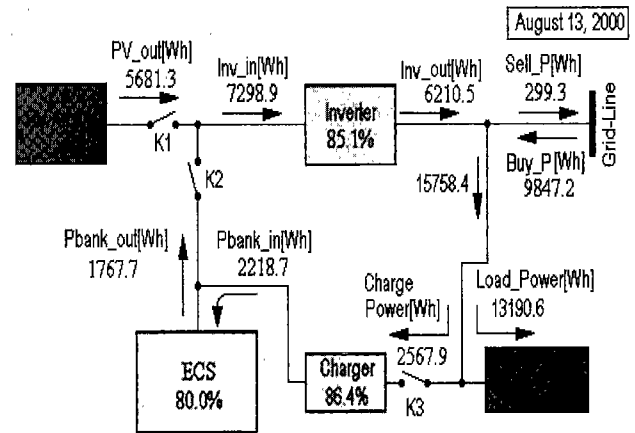 August 13, 2000
PV_out[Wh]
5681.3
Inv_in[Wh]
7298.9
Inv_out[Wh]
6210.5
Sell_P[Wh]
299.3
Inverter
85.1%
K1
K2
Buy_P[Wh]
9847.2
Grid-Line
15758.4
Pbank_out[Wh]
1767.7
Pbank_in[Wh]
2218.7
Charge
Power[Wh]
2567.9
Load_Power[Wh]
13190.6
ECS
80.0%
Charger
86.4%
K3